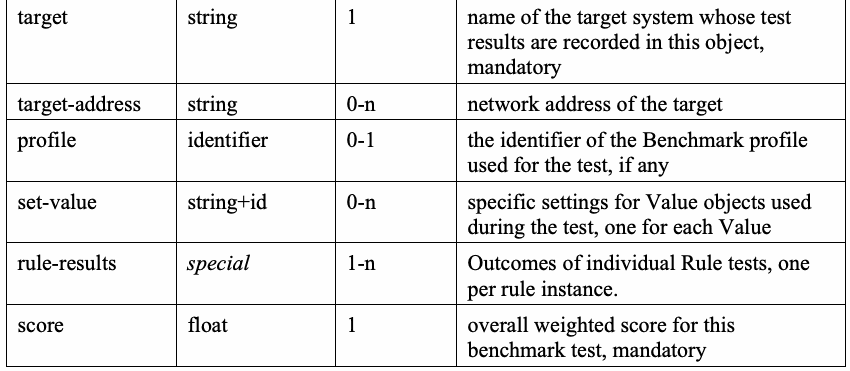 target string 1 name of the target system whose test
results are recorded in this object,
mandatory
target-address string 0-n network address of the target
profile identifier 0-1 the identifier of the Benchmark profile
used for the test, if any
set-value string+id 0-n specific settings for Value objects used
during the test, one for each Value
rule-results special 1-n Outcomes of individual Rule tests, one
per rule instance.
score float 1 overall weighted score for this
benchmark test, mandatory